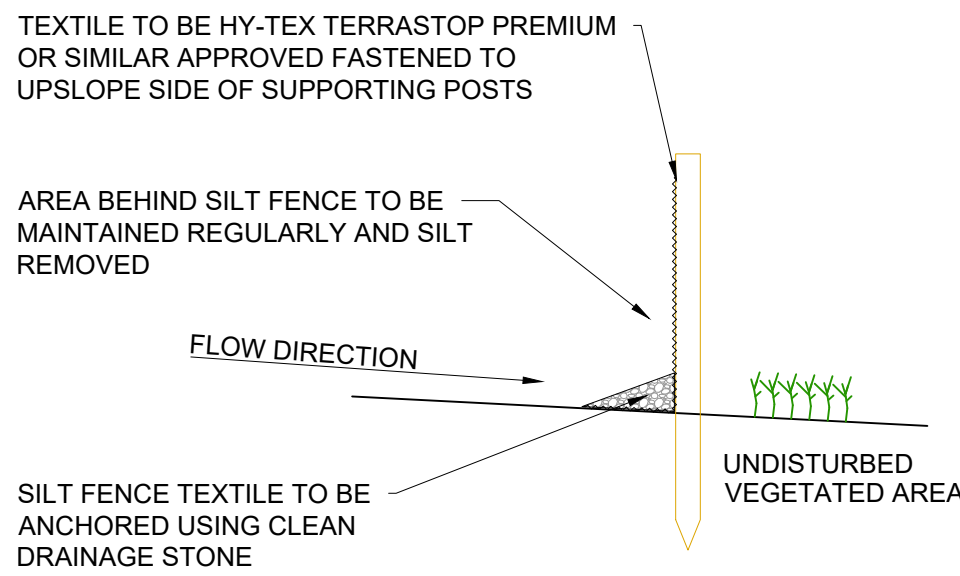 TEXTILE TO BE HY-TEX TERRASTOP PREMIUM
OR SIMILAR APPROVED FASTENED TO
UPSLOPE SIDE OF SUPPORTING POSTS
AREA BEHIND SILT FENCE TO BE
MAINTAINED REGULARLY AND SILT
REMOVED
FLOW DIRECTION
UNDISTURBED
VEGETATED AREA
SILT FENCE TEXTILE TO BE
ANCHORED USING CLEAN
DRAINAGE STONE